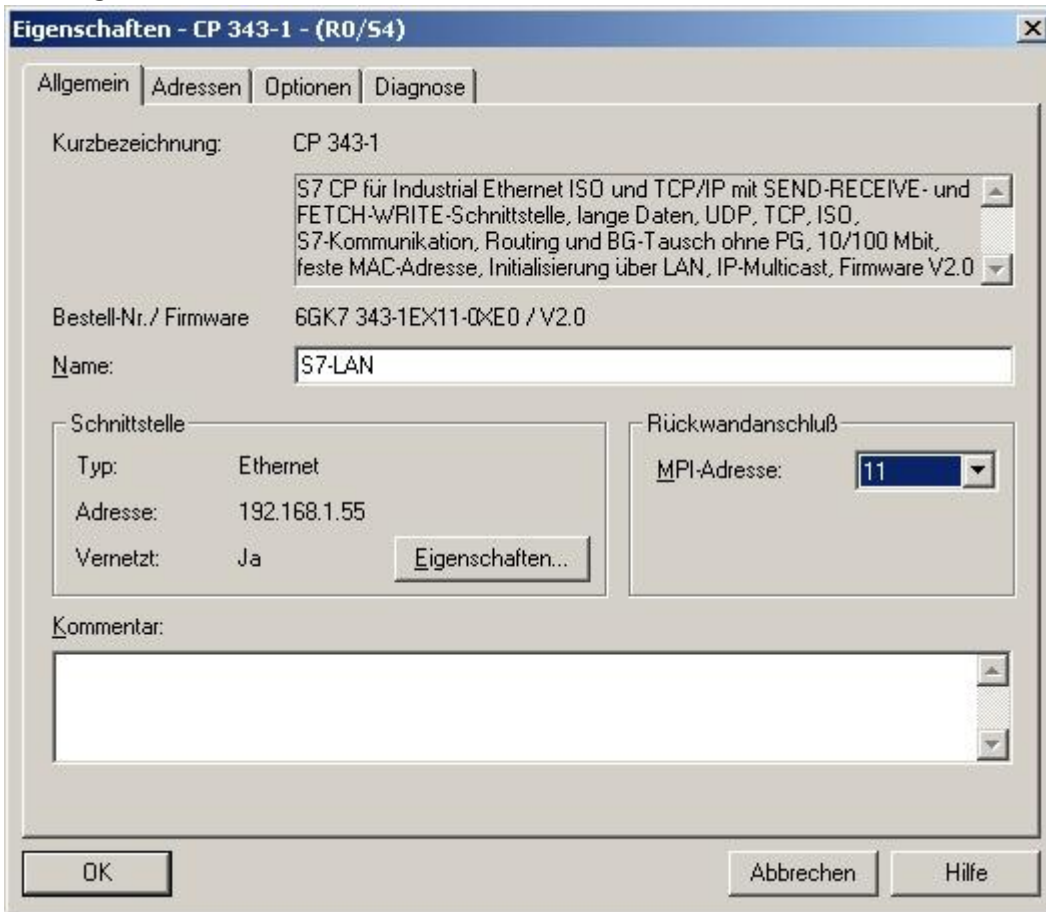 Eigenschaften - CP 343-1 - (R0/S4)
Allgemein Adressen Optionen Diagnose
Kurzbezeichnung: CP 343-1
S7 CP für Industrial Ethernet ISO und TCP/IP mit SEND-RECEIVE- und
FETCH-WRITE-Schnittstelle, lange Daten, UDP, TCP, ISO,
S7-Kommunikation, Routing und BG-Tausch ohne PG, 10/100 Mbit,
feste MAC-Adresse, Initialisierung über LAN, IP-Multicast, Firmware V2.0
Bestell-Nr./ Firmware 6GK7 343-1EX11-0XE0 / V2.0
Name: S7-LAN
Schnittstelle
Typ: Ethernet
Adresse: 192.168.1.55
Vernetzt: Ja Eigenschaften...
Rückwandanschluß
MPI-Adresse: 11
Kommentar:
OK Abbrechen Hilfe